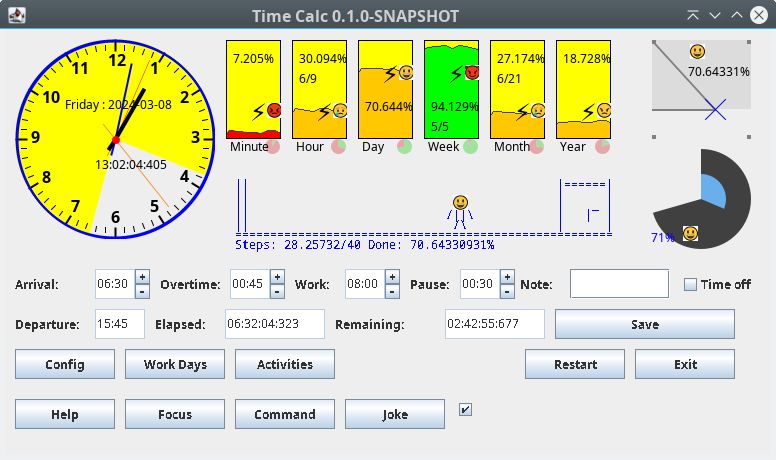 Time Calc 0.1.0-SNAPSHOT
12
1
2
3
4
5
6
7
8
9
10
11
Friday : 2024-03-08
13:02:04:405
7.205% 30.094% 27.174% 18.728%
6/9 6/21
70.644% 94.129%
5/5
Minute Hour Day Week Month Year
70.64331%
Steps: 28.25732/40 Done: 70.64330931%
71%
Arrival: 06:30 + - Overtime: 00:45 + - Work: 08:00 + - Pause: 00:30 + - Note: Time off
Departure: 15:45 Elapsed: 06:32:04:323 Remaining: 02:42:55:677 Save
Config Work Days Activities Restart Exit
Help Focus Command Joke